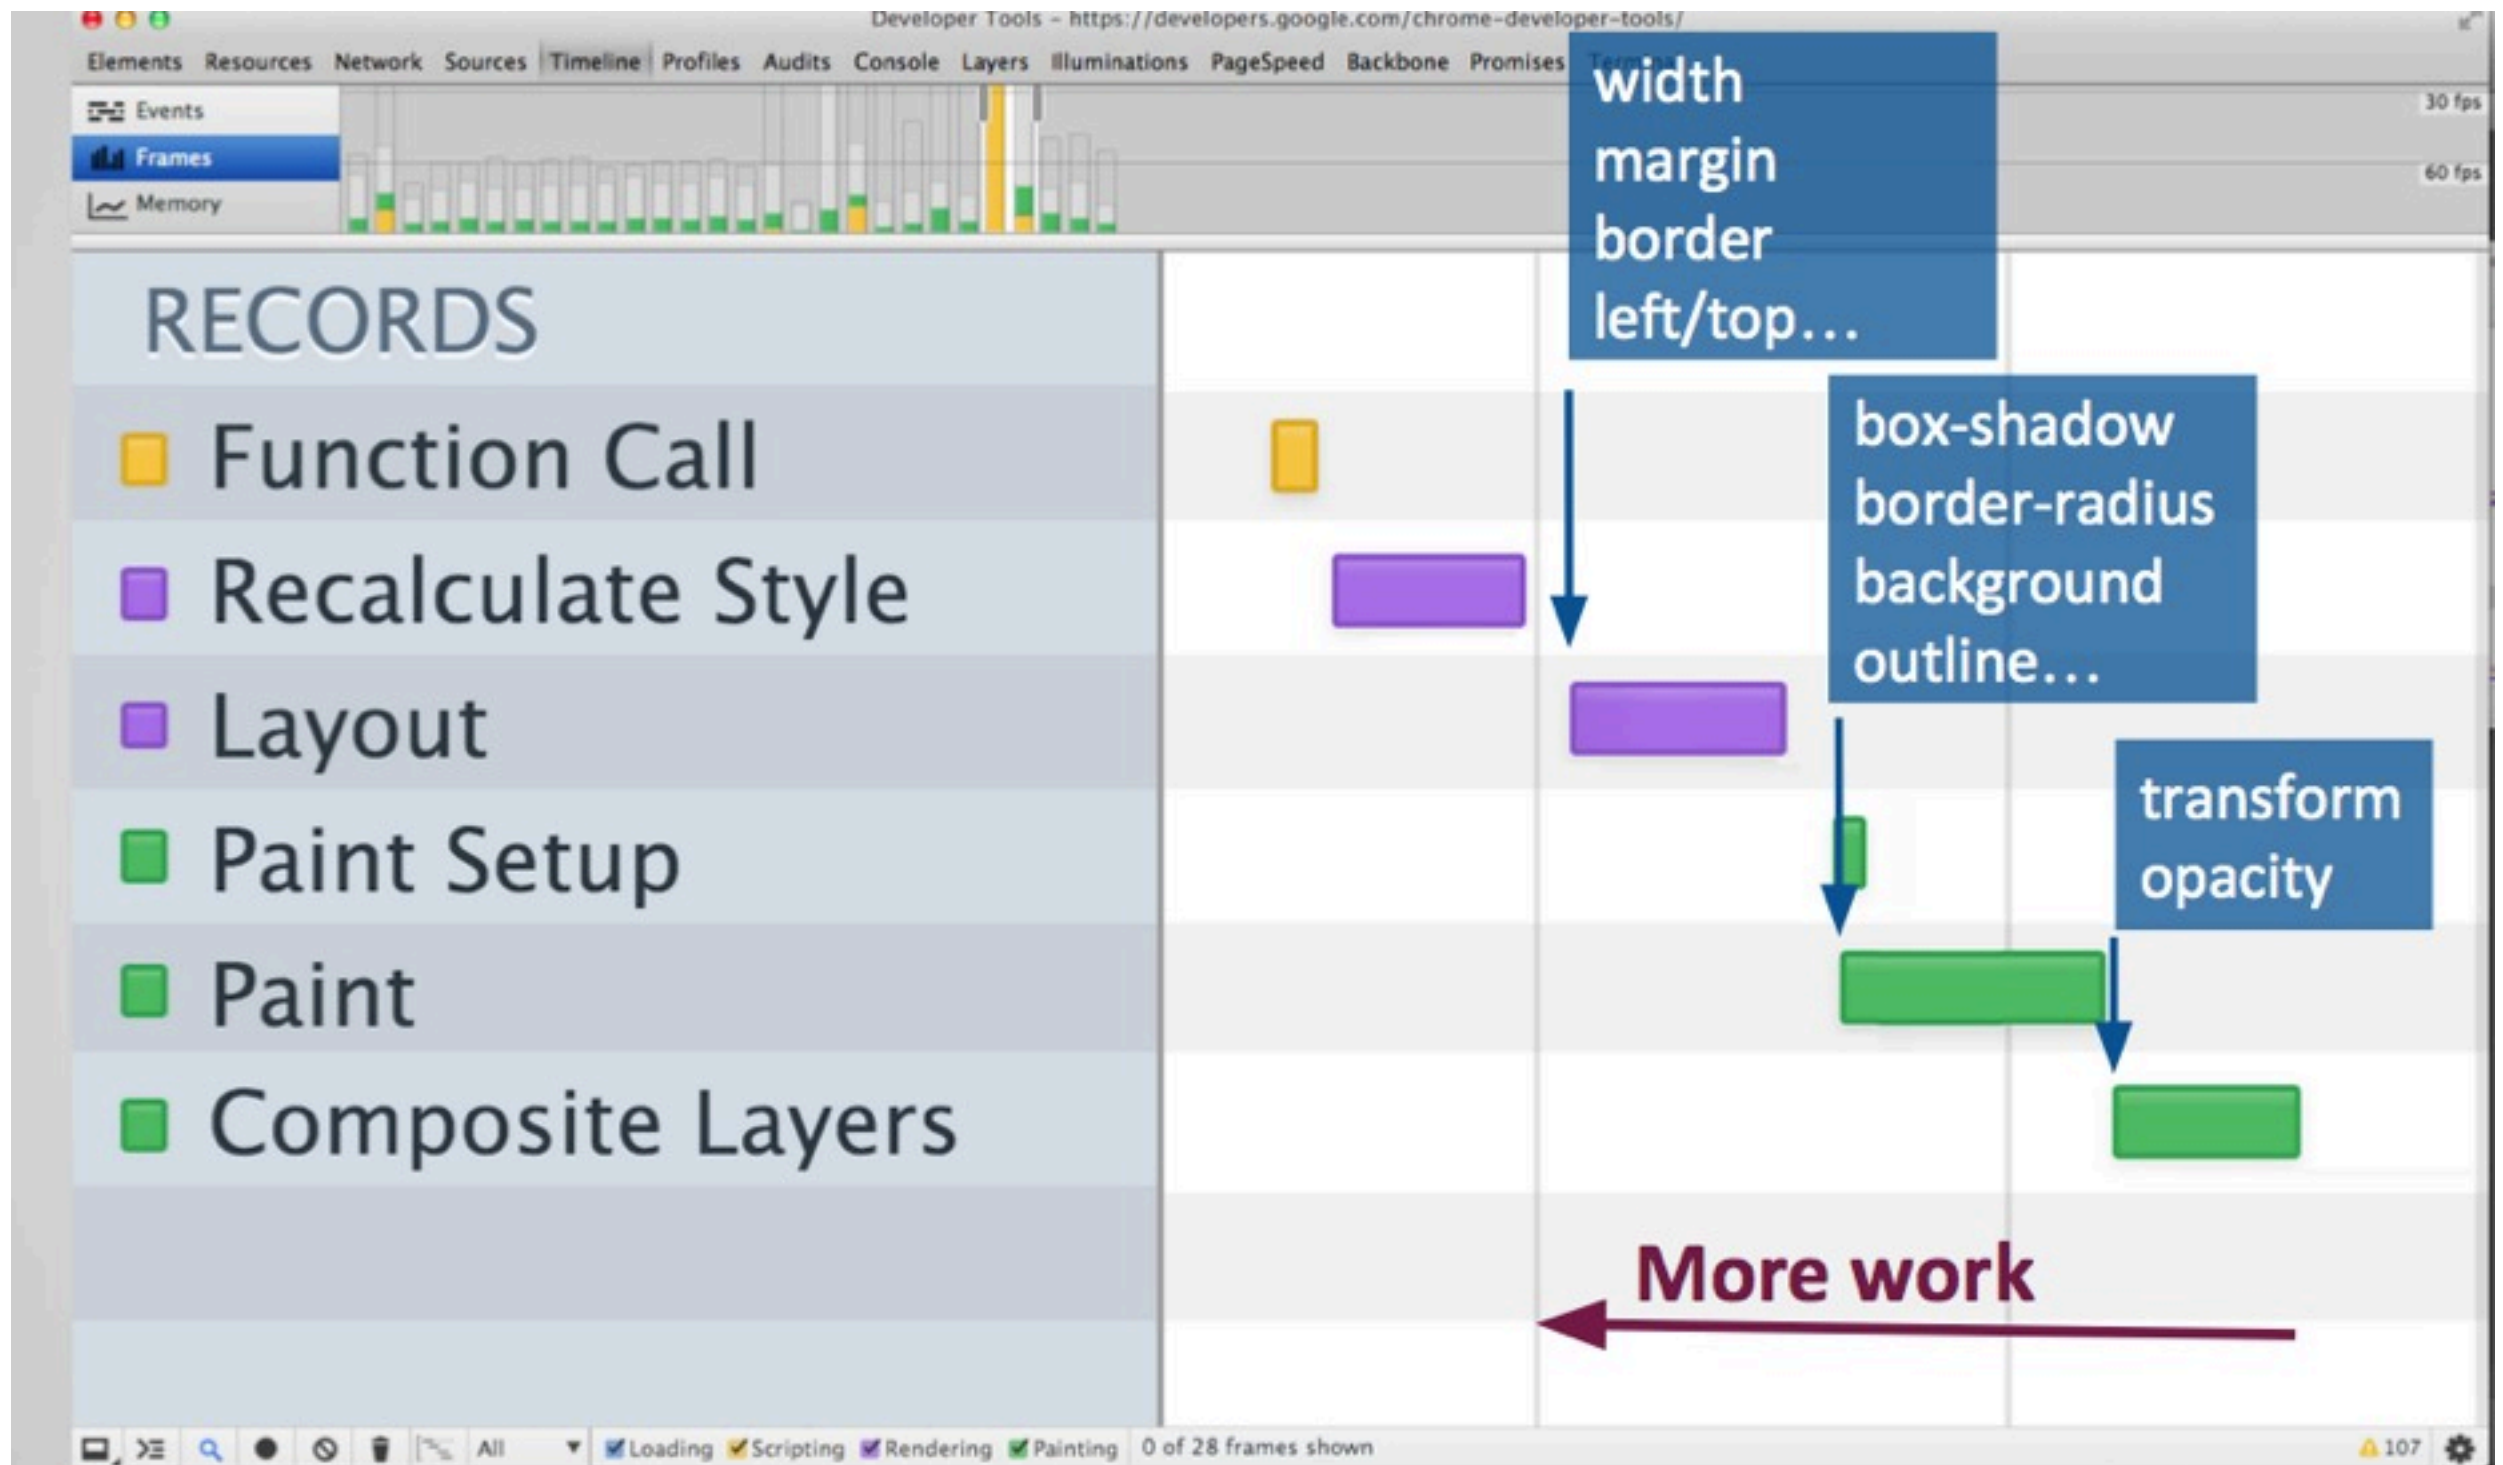 Developer Tools - https://developers.google.com/chrome-developer-tools/
Elements Resources Network Sources Timeline Profiles Audits Console Layers Illuminations PageSpeed Backbone Promises
Events
Frames
Memory
30 fps
60 fps
width
margin
border
left/top...
RECORDS
Function Call
Recalculate Style
Layout
Paint Setup
Paint
Composite Layers
box-shadow
border-radius
background
outline...
transform
opacity
More work
All Loading Scripting Rendering Painting 0 of 28 frames shown 107